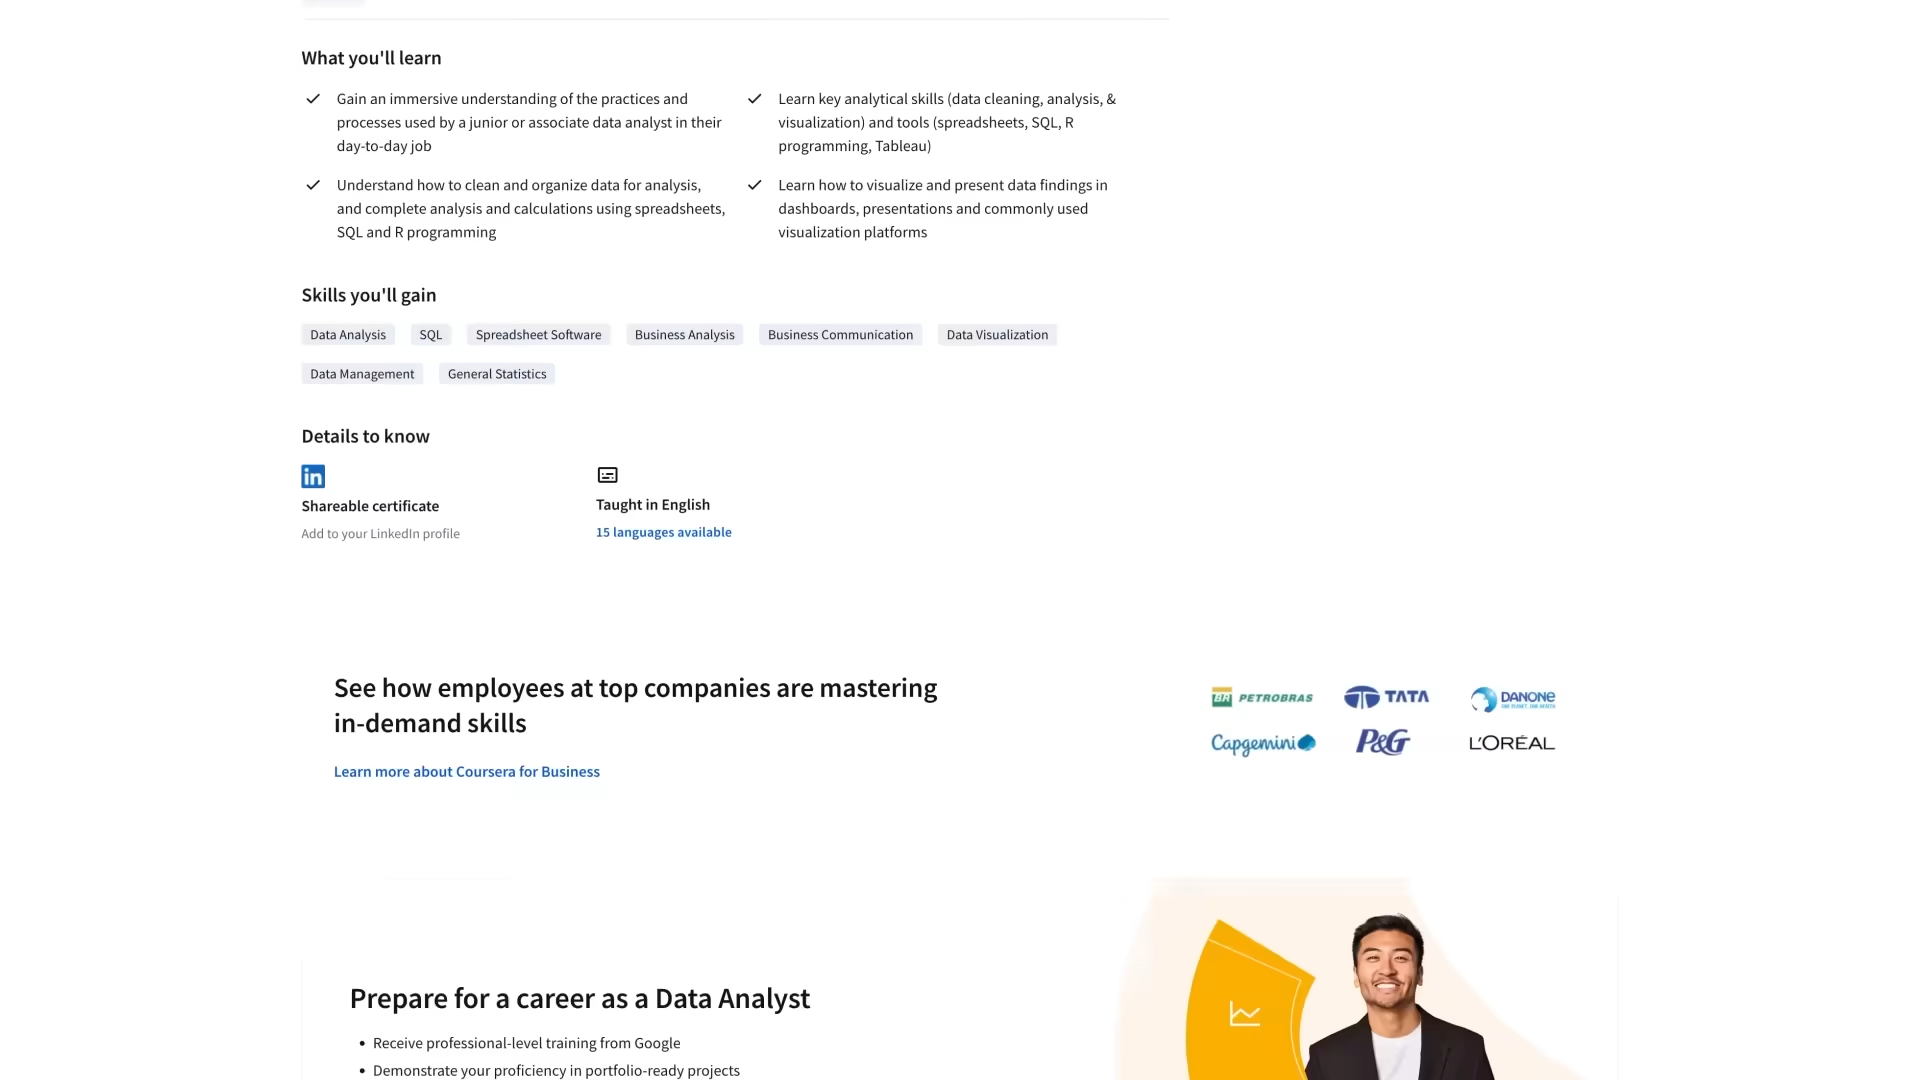 What you'll learn
Gain an immersive understanding of the practices and
processes used by a junior or associate data analyst in their
day-to-day job
Learn key analytical skills (data cleaning, analysis, &
visualization) and tools (spreadsheets, SQL, R
programming, Tableau)
Understand how to clean and organize data for analysis,
and complete analysis and calculations using spreadsheets,
SQL and R programming
Learn how to visualize and present data findings in
dashboards, presentations and commonly used
visualization platforms
Skills you'll gain
Data Analysis SQL Spreadsheet Software Business Analysis Business Communication Data Visualization
Data Management General Statistics
Details to know
in
Shareable certificate
Add to your LinkedIn profile
Taught in English
15 languages available
See how employees at top companies are mastering
in-demand skills
Learn more about Coursera for Business
BR PETROBRAS TATA DANONE
ONE PLANET. ONE HEALTH
Capgemini P&G L'ORÉAL
Prepare for a career as a Data Analyst
• Receive professional-level training from Google
• Demonstrate your proficiency in portfolio-ready projects